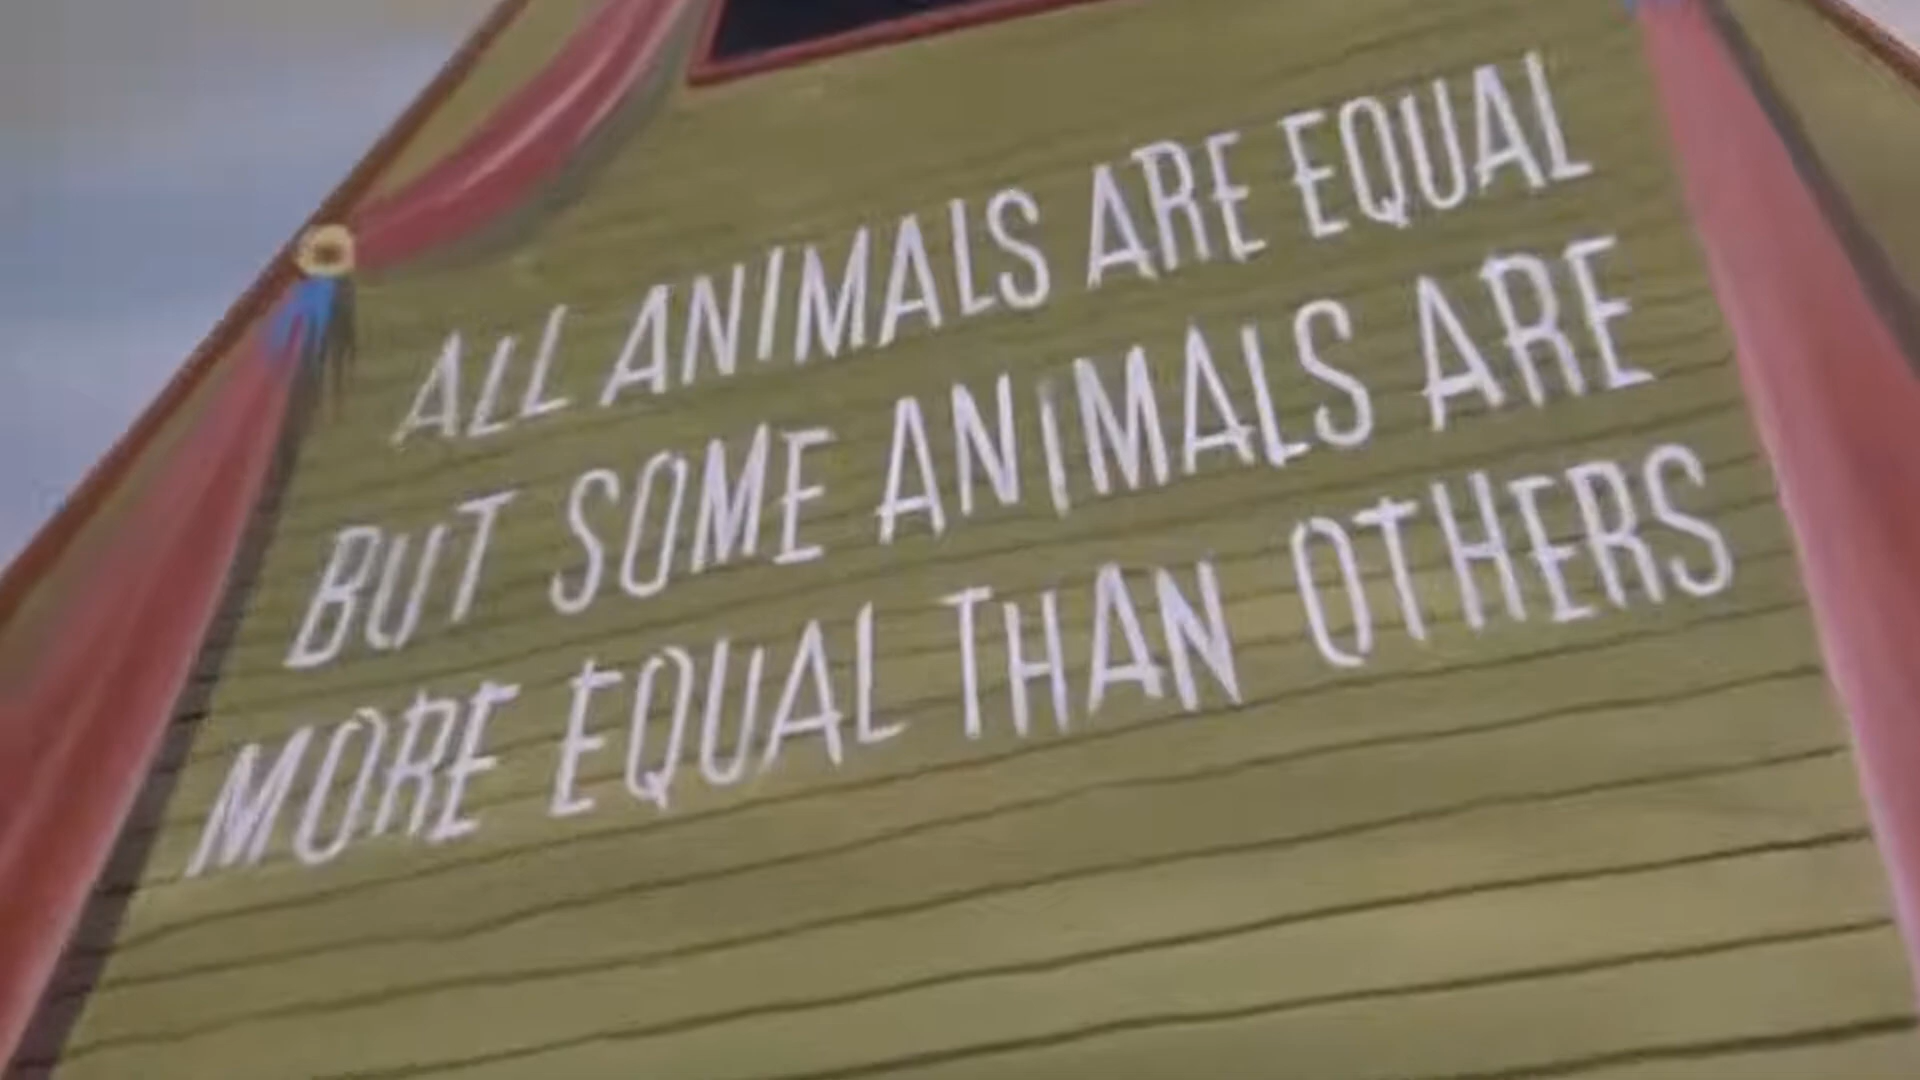 ALL ANIMALS ARE EQUAL
BUT SOME ANIMALS ARE
MORE EQUAL THAN OTHERS